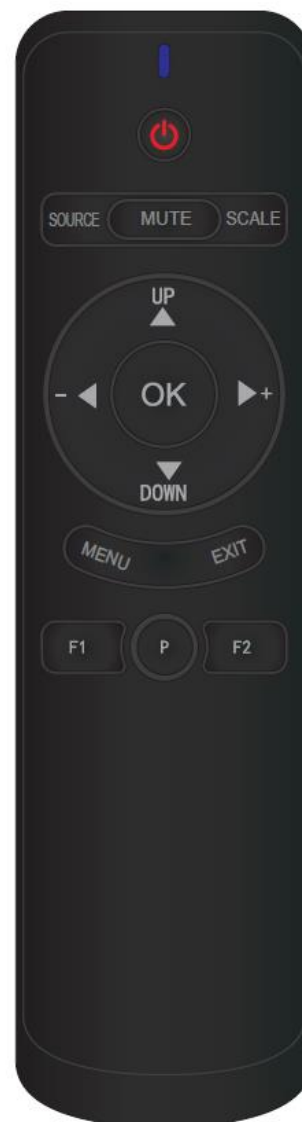 SOURCE MUTE SCALE
UP
- OK +
DOWN
MENU EXIT
F1 P F2